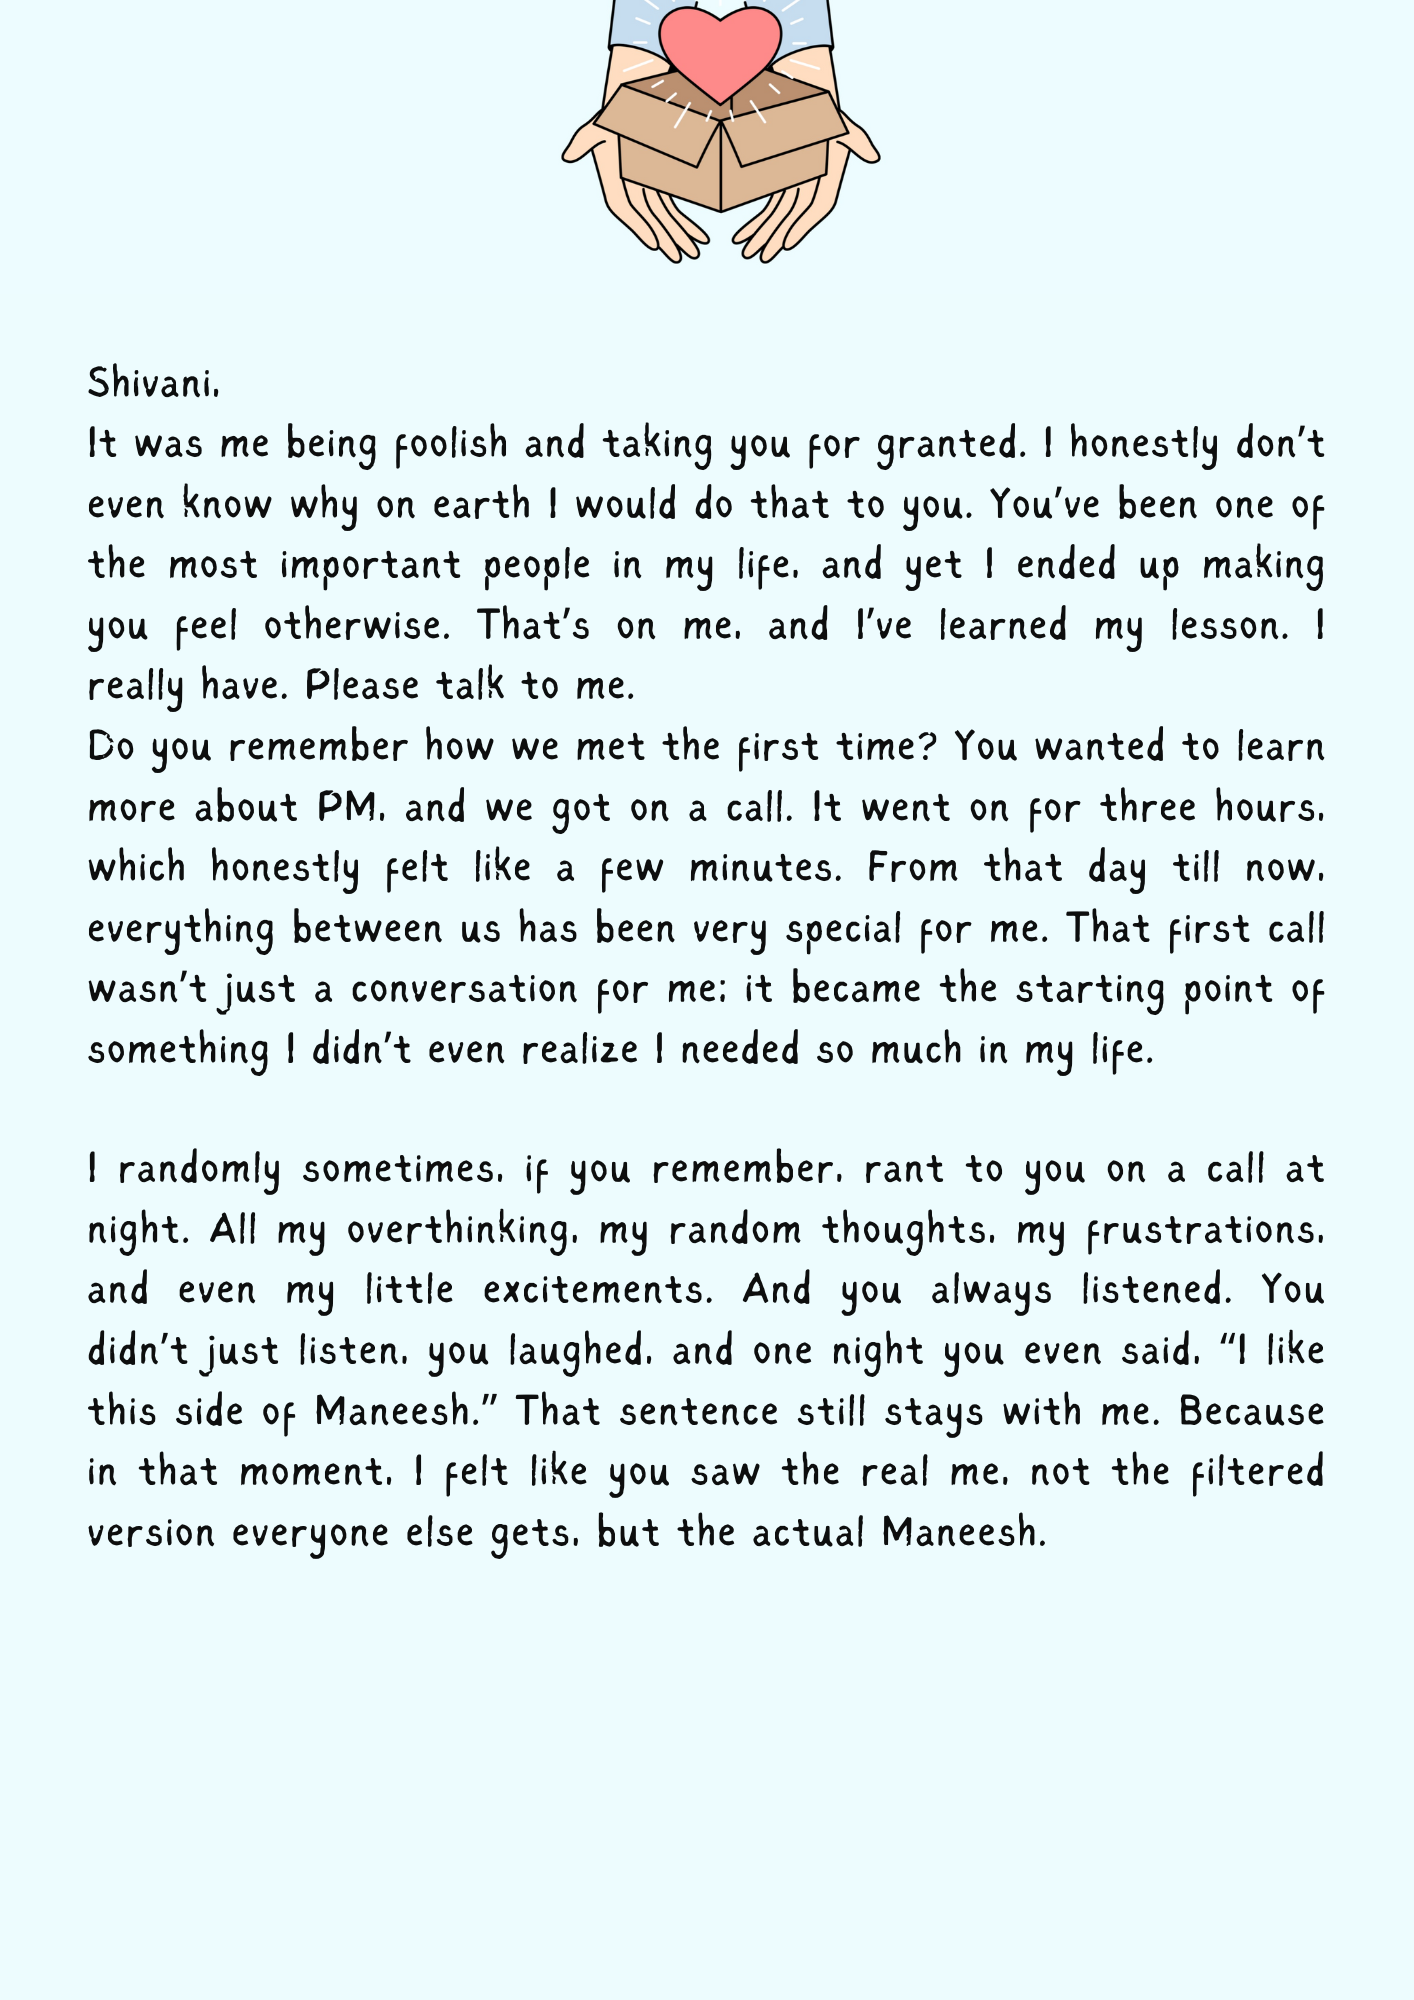 Shivani,
It was me being foolish and taking you for granted. I honestly don't
even know why on earth I would do that to you. You've been one of
the most important people in my life, and yet I ended up making
you feel otherwise. That's on me, and I've learned my lesson. I
really have. Please talk to me.
Do you remember how we met the first time? You wanted to learn
more about PM, and we got on a call. It went on for three hours,
which honestly felt like a few minutes. From that day till now,
everything between us has been very special for me. That first call
wasn't just a conversation for me; it became the starting point of
something I didn't even realize I needed so much in my life.
I randomly sometimes, if you remember, rant to you on a call at
night. All my overthinking, my random thoughts, my frustrations,
and even my little excitements. And you always listened. You
didn't just listen, you laughed, and one night you even said, “I like
this side of Maneesh.” That sentence still stays with me. Because
in that moment, I felt like you saw the real me, not the filtered
version everyone else gets, but the actual Maneesh.